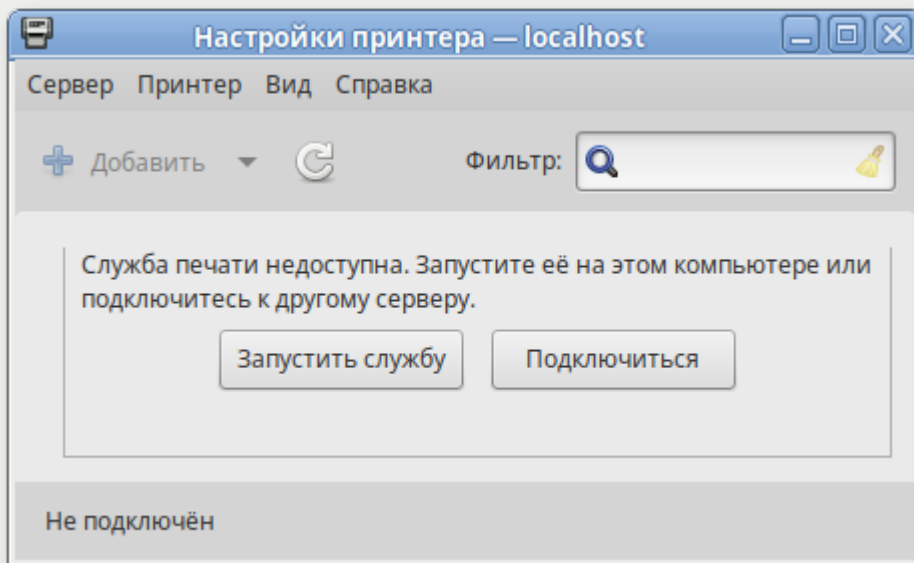 Настройки принтера — localhost
Сервер Принтер Вид Справка
Добавить Фильтр:
Служба печати недоступна. Запустите её на этом компьютере или
подключитесь к другому серверу.
Запустить службу Подключиться
Не подключён